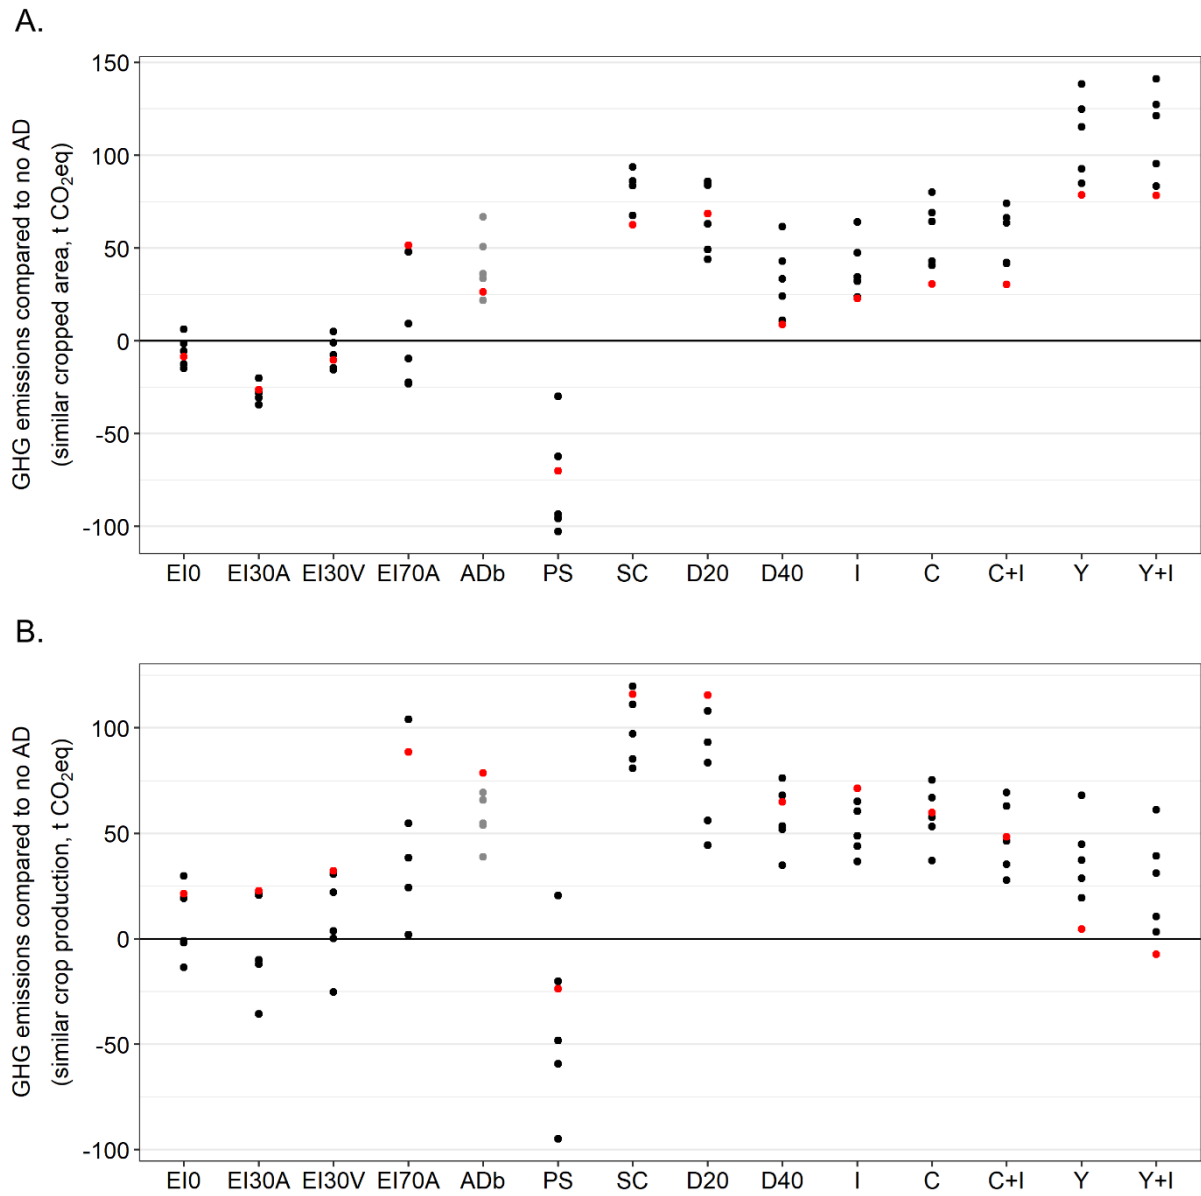 A.
GHG emissions compared to no AD
(similar cropped area, t CO₂eq)
150
100
50
0
-50
-100
EI0 EI30A EI30V EI70A ADb PS SC D20 D40 I C C+I Y Y+I
B.
GHG emissions compared to no AD
(similar crop production, t CO₂eq)
100
50
0
-50
-100
EI0 EI30A EI30V EI70A ADb PS SC D20 D40 I C C+I Y Y+I